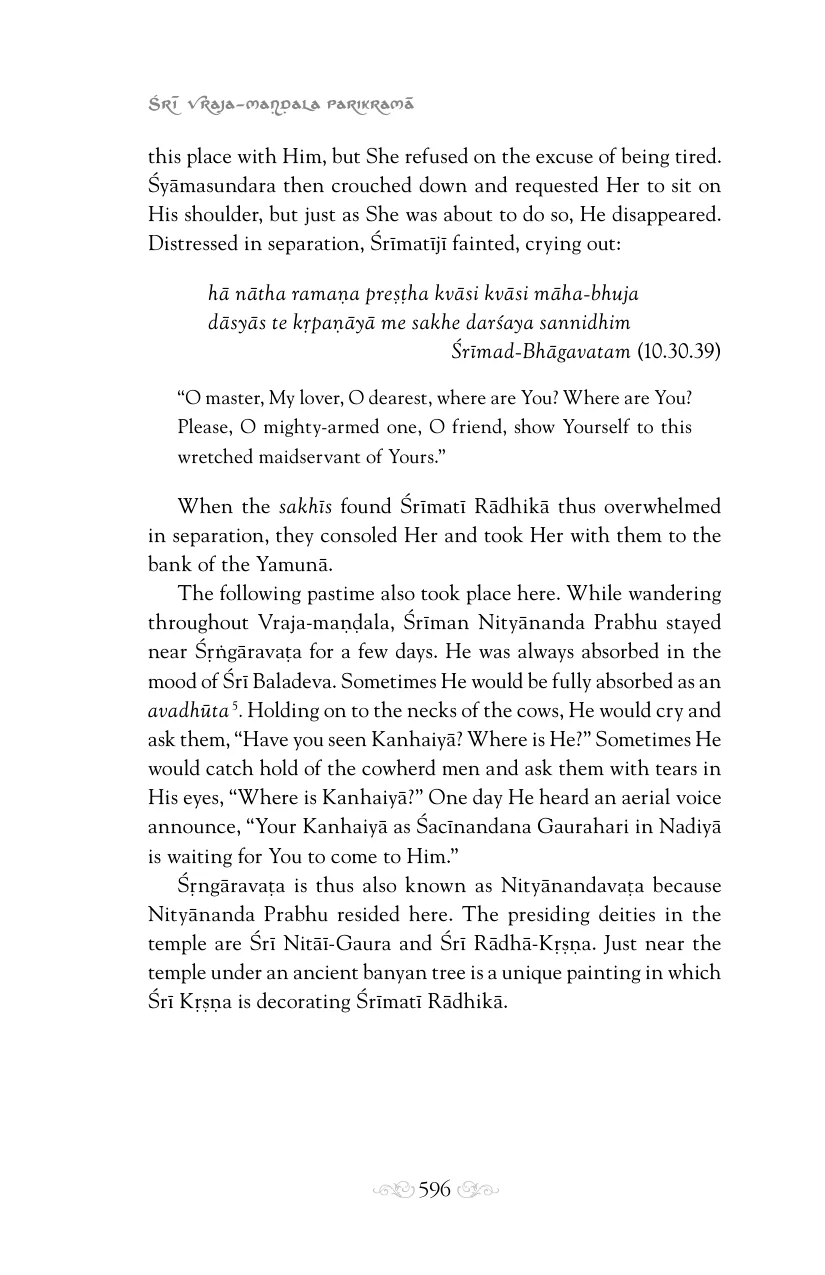 Śrī Vraja-maṇḍala Parikramā
this place with Him, but She refused on the excuse of being tired.
Śyāmasundara then crouched down and requested Her to sit on
His shoulder, but just as She was about to do so, He disappeared.
Distressed in separation, Śrīmatījī fainted, crying out:
hā nātha ramaṇa preṣṭha kvāsi kvāsi māha-bhuja
dāsyās te kṛpaṇāyā me sakhe darśaya sannidhim
Śrīmad-Bhāgavatam (10.30.39)
“O master, My lover, O dearest, where are You? Where are You?
Please, O mighty-armed one, O friend, show Yourself to this
wretched maidservant of Yours.”
When the sakhīs found Śrīmatī Rādhikā thus overwhelmed
in separation, they consoled Her and took Her with them to the
bank of the Yamunā.
The following pastime also took place here. While wandering
throughout Vraja-maṇḍala, Śrīman Nityānanda Prabhu stayed
near Śṛṅgāravaṭa for a few days. He was always absorbed in the
mood of Śrī Baladeva. Sometimes He would be fully absorbed as an
avadhūta 5. Holding on to the necks of the cows, He would cry and
ask them, “Have you seen Kanhaiyā? Where is He?” Sometimes He
would catch hold of the cowherd men and ask them with tears in
His eyes, “Where is Kanhaiyā?” One day He heard an aerial voice
announce, “Your Kanhaiyā as Śacīnandana Gaurahari in Nadiyā
is waiting for You to come to Him.”
Śṛngāravaṭa is thus also known as Nityānandavaṭa because
Nityānanda Prabhu resided here. The presiding deities in the
temple are Śrī Nitāī-Gaura and Śrī Rādhā-Kṛṣṇa. Just near the
temple under an ancient banyan tree is a unique painting in which
Śrī Kṛṣṇa is decorating Śrīmatī Rādhikā.
596